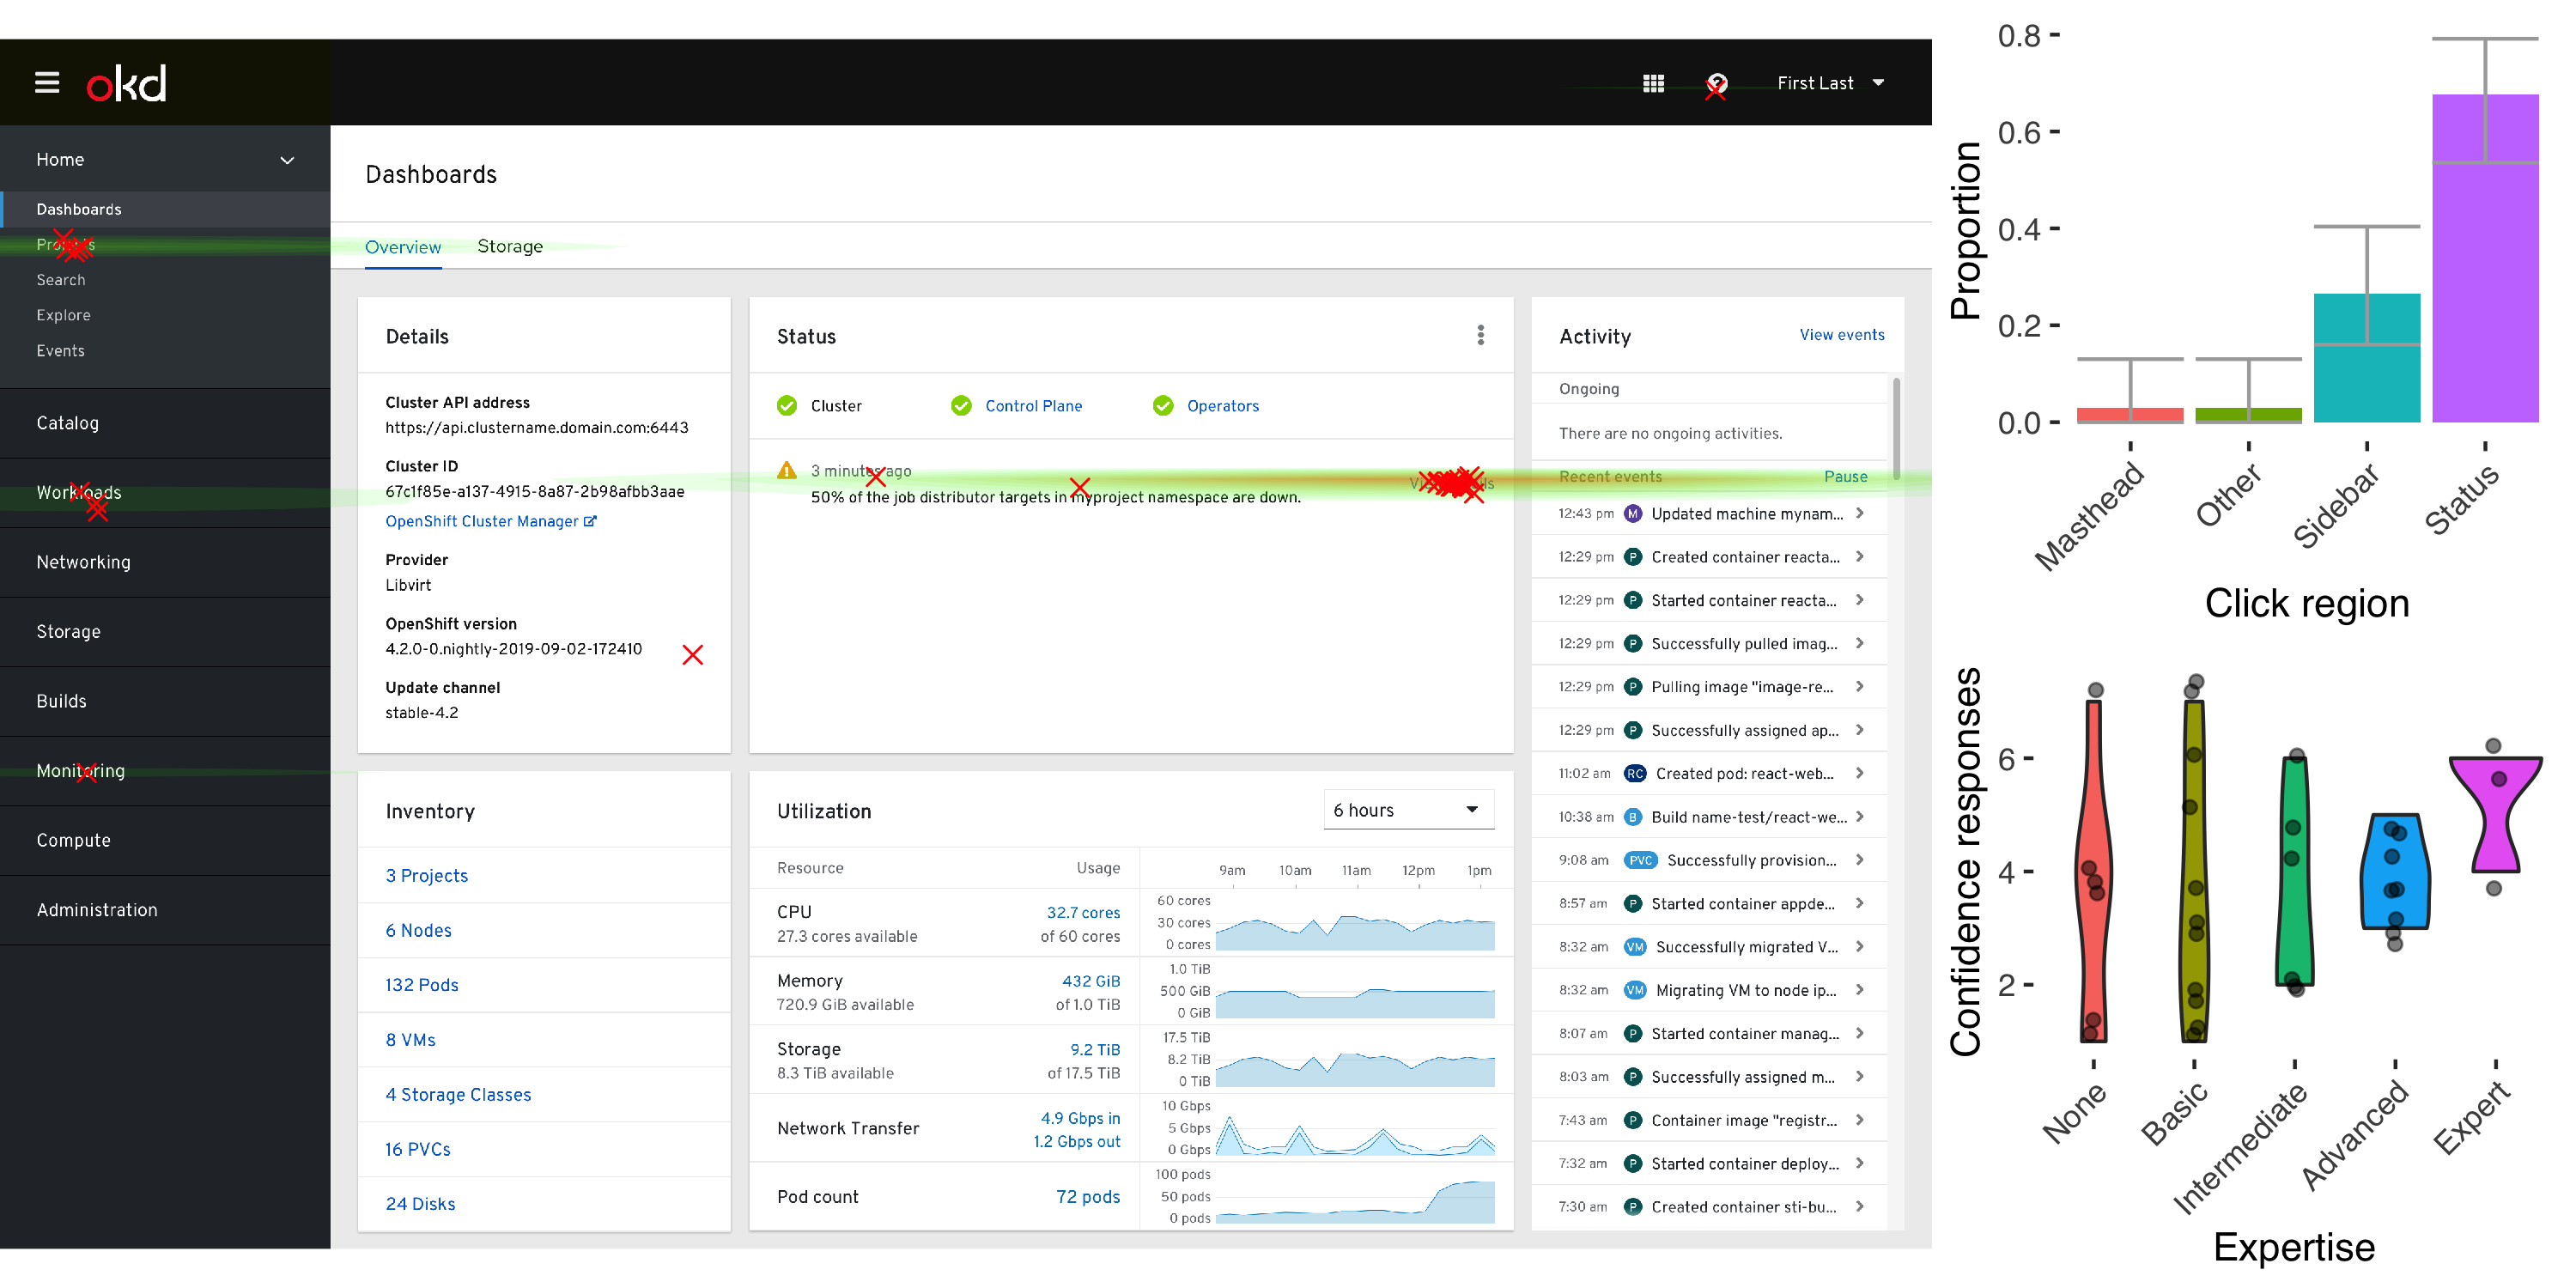 okd
First Last
Home
Dashboards
Search
Explore
Events
Catalog
Workloads
Networking
Storage
Builds
Monitoring
Compute
Administration
Dashboards
Overview
Storage
Details
Cluster API address
https://api.clustername.domain.com:6443
Cluster ID
67c1f85e-a137-4915-8a87-2b98afbb3aae
OpenShift Cluster Manager
Provider
Libvirt
OpenShift version
4.2.0-0.nightly-2019-09-02-172410
Update channel
stable-4.2
Status
Cluster
Control Plane
Operators
3 minutes ago
50% of the job distributor targets in myproject namespace are down.
Activity
View events
Ongoing
There are no ongoing activities.
Recent events
Pause
12:43 pm M Updated machine mynam...
12:29 pm P Created container reacta...
12:29 pm P Started container reacta...
12:29 pm P Successfully pulled imag...
12:29 pm P Pulling image "image-re...
12:29 pm P Successfully assigned ap...
11:02 am RC Created pod: react-web...
10:38 am B Build name-test/react-we...
9:08 am PVC Successfully provision...
8:57 am P Started container appde...
8:32 am VM Successfully migrated V...
8:32 am VM Migrating VM to node ip...
8:07 am P Started container manag...
8:03 am P Successfully assigned m...
7:43 am P Container image "registr...
7:32 am P Started container deploy...
7:30 am P Created container sti-bu...
Inventory
3 Projects
6 Nodes
132 Pods
8 VMs
4 Storage Classes
16 PVCs
24 Disks
Utilization
6 hours
Resource
Usage
9am 10am 11am 12pm 1pm
CPU
27.3 cores available
32.7 cores
of 60 cores
60 cores
30 cores
0 cores
Memory
720.9 GiB available
432 GiB
of 1.0 TiB
1.0 TiB
500 GiB
0 GiB
Storage
8.3 TiB available
9.2 TiB
of 17.5 TiB
17.5 TiB
8.2 TiB
0 TiB
Network Transfer
4.9 Gbps in
1.2 Gbps out
10 Gbps
5 Gbps
0 Gbps
Pod count
72 pods
100 pods
50 pods
0 pods
Proportion
0.8
0.6
0.4
0.2
0.0
Masthead
Other
Sidebar
Status
Click region
Confidence responses
6
4
2
None
Basic
Intermediate
Advanced
Expert
Expertise